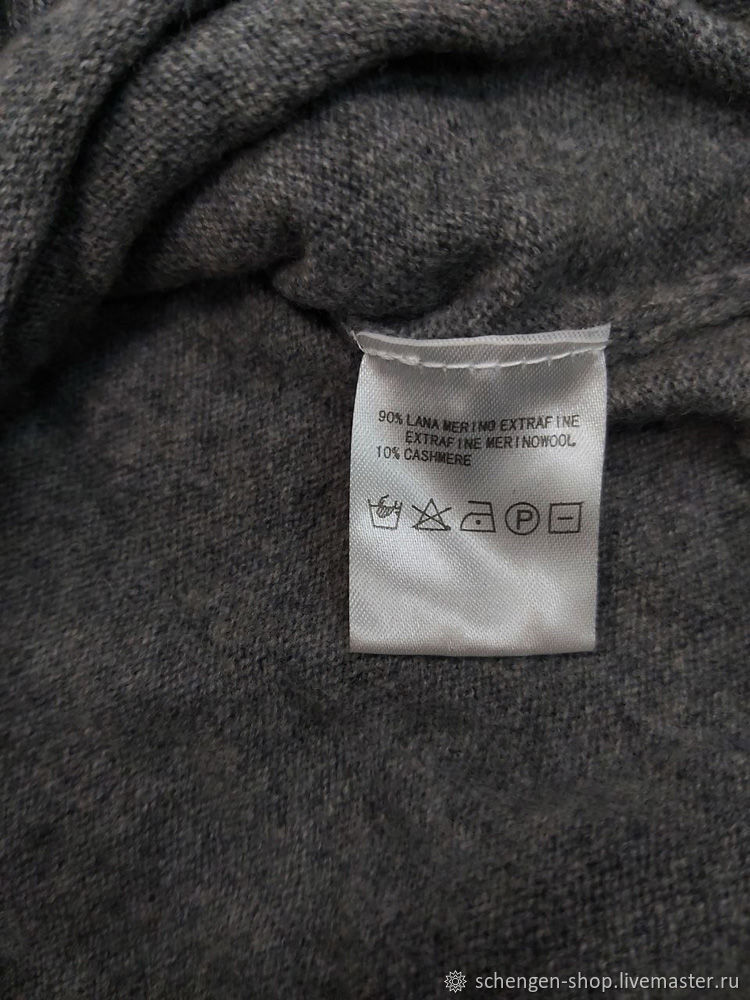 90% LANA MERINO EXTRAFINE
EXTRAFINE MERINOWOOL
10% CASHMERE
P
schengen-shop.livemaster.ru